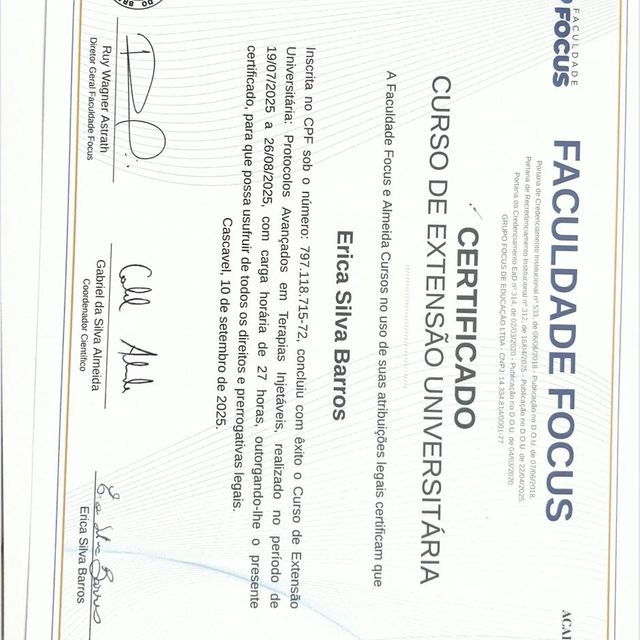 FACULDADE
FOCUS
FACULDADE FOCUS
Portaria de Credenciamento Institucional nº 533, de 06/06/2018 - Publicação no D.O.U. de 07/06/2018.
Portaria de Recredenciamento Institucional nº 312, de 16/04/2025 - Publicação no D.O.U. de 22/04/2025.
Portaria do Credenciamento EaD nº 314, de 02/03/2020 - Publicação no D.O.U. de 04/03/2020.
GRUPO FOCUS DE EDUCAÇÃO LTDA - CNPJ: 14.334.814/0001-77
CERTIFICADO
CURSO DE EXTENSÃO UNIVERSITÁRIA
A Faculdade Focus e Almeida Cursos no uso de suas atribuições legais certificam que
Erica Silva Barros
Inscrita no CPF sob o número: 797.118.715-72, concluiu com êxito o Curso de Extensão
Universitária: Protocolos Avançados em Terapias Injetáveis, realizado no período de
19/07/2025 a 26/08/2025, com carga horária de 27 horas, outorgando-lhe o presente
certificado, para que possa usufruir de todos os direitos e prerrogativas legais.
Cascavel, 10 de setembro de 2025.
Ruy Wagner Astrath
Diretor Geral Faculdade Focus
Gabriel da Silva Almeida
Coordenador Científico
Erica Silva Barros
Erica Silva Barros